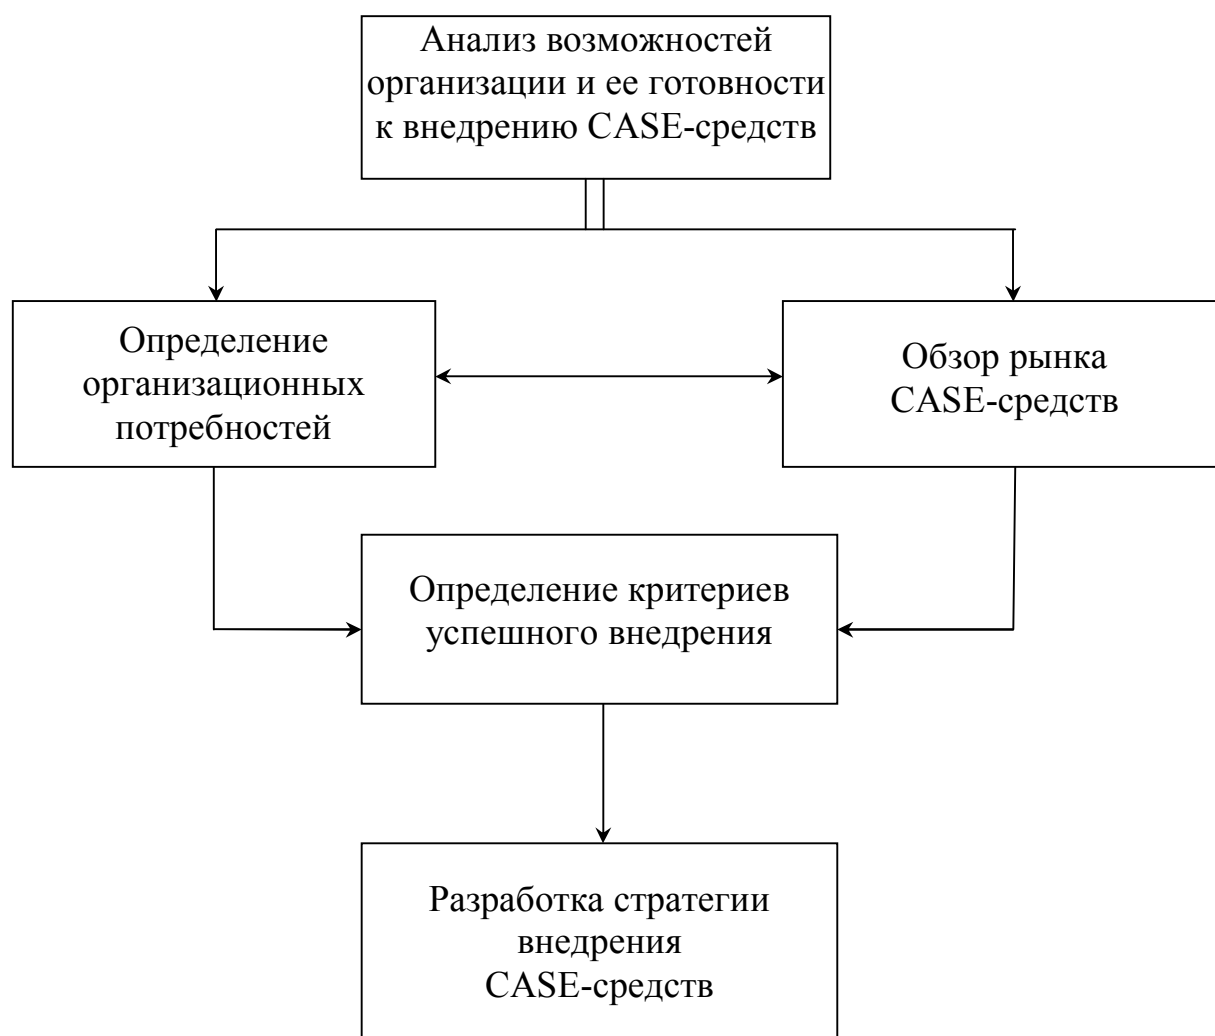 Анализ возможностей
организации и ее готовности
к внедрению CASE-средств
Определение
организационных
потребностей
Обзор рынка
CASE-средств
Определение критериев
успешного внедрения
Разработка стратегии
внедрения
CASE-средств